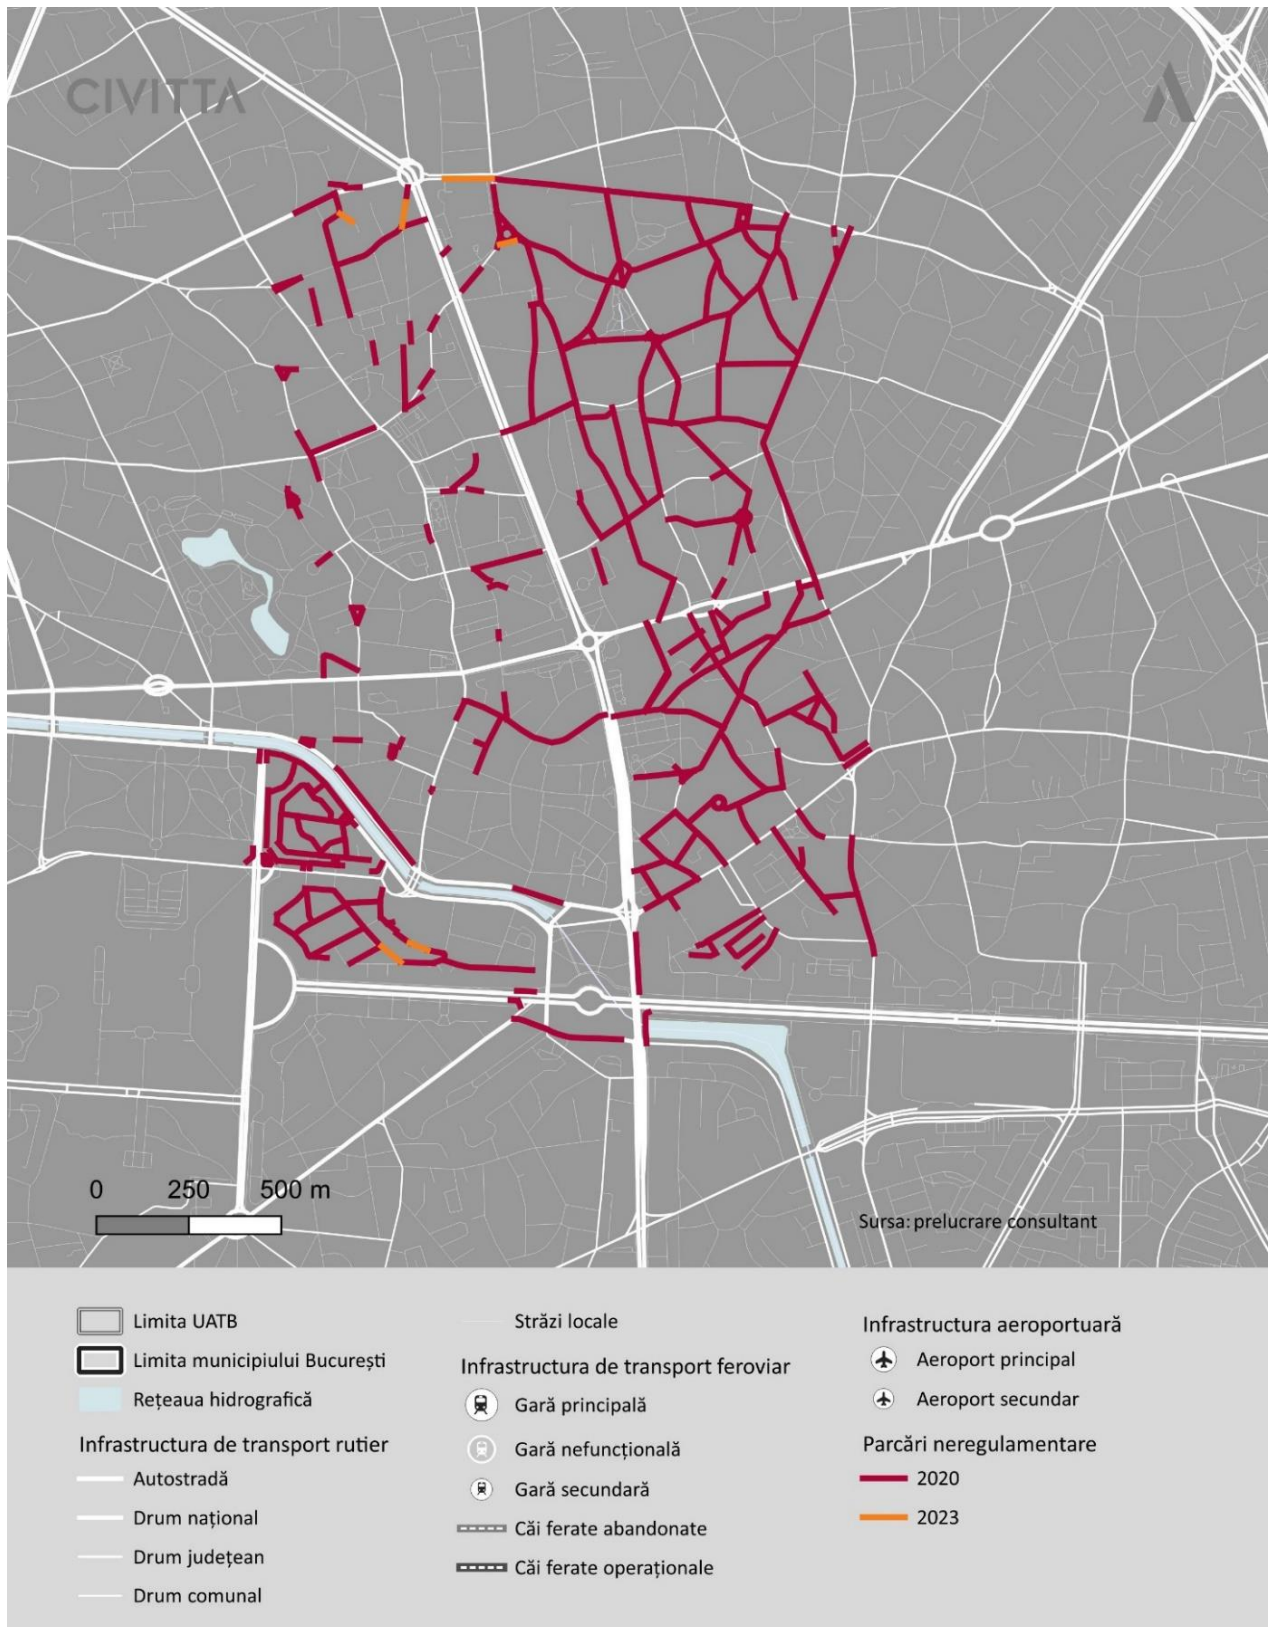 CIVITTA
0 250 500 m
Sursa: prelucrare consultant
Limita UATB
Limita municipiului București
Rețeaua hidrografică
Infrastructura de transport rutier
Autostradă
Drum național
Drum județean
Drum comunal
Străzi locale
Infrastructura de transport feroviar
Gară principală
Gară nefuncțională
Gară secundară
Căi ferate abandonate
Căi ferate operaționale
Infrastructura aeroportuară
Aeroport principal
Aeroport secundar
Parcări neregulamentare
2020
2023